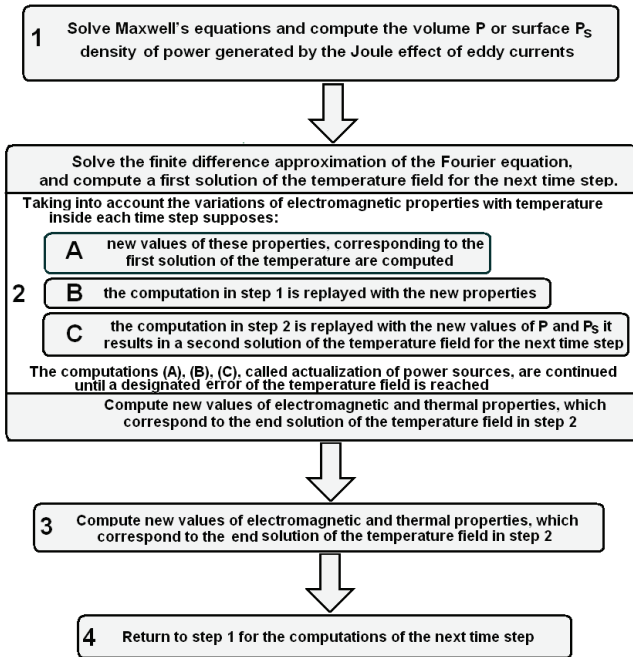 1
Solve Maxwell's equations and compute the volume P or surface PS
density of power generated by the Joule effect of eddy currents
Solve the finite difference approximation of the Fourier equation,
and compute a first solution of the temperature field for the next time step.
Taking into account the variations of electromagnetic properties with temperature
inside each time step supposes:
2
A
new values of these properties, corresponding to the
first solution of the temperature are computed
B
the computation in step 1 is replayed with the new properties
C
the computation in step 2 is replayed with the new values of P and PS it
results in a second solution of the temperature field for the next time step
The computations (A), (B), (C), called actualization of power sources, are continued
until a designated error of the temperature field is reached
Compute new values of electromagnetic and thermal properties, which
correspond to the end solution of the temperature field in step 2
3
Compute new values of electromagnetic and thermal properties, which
correspond to the end solution of the temperature field in step 2
4
Return to step 1 for the computations of the next time step